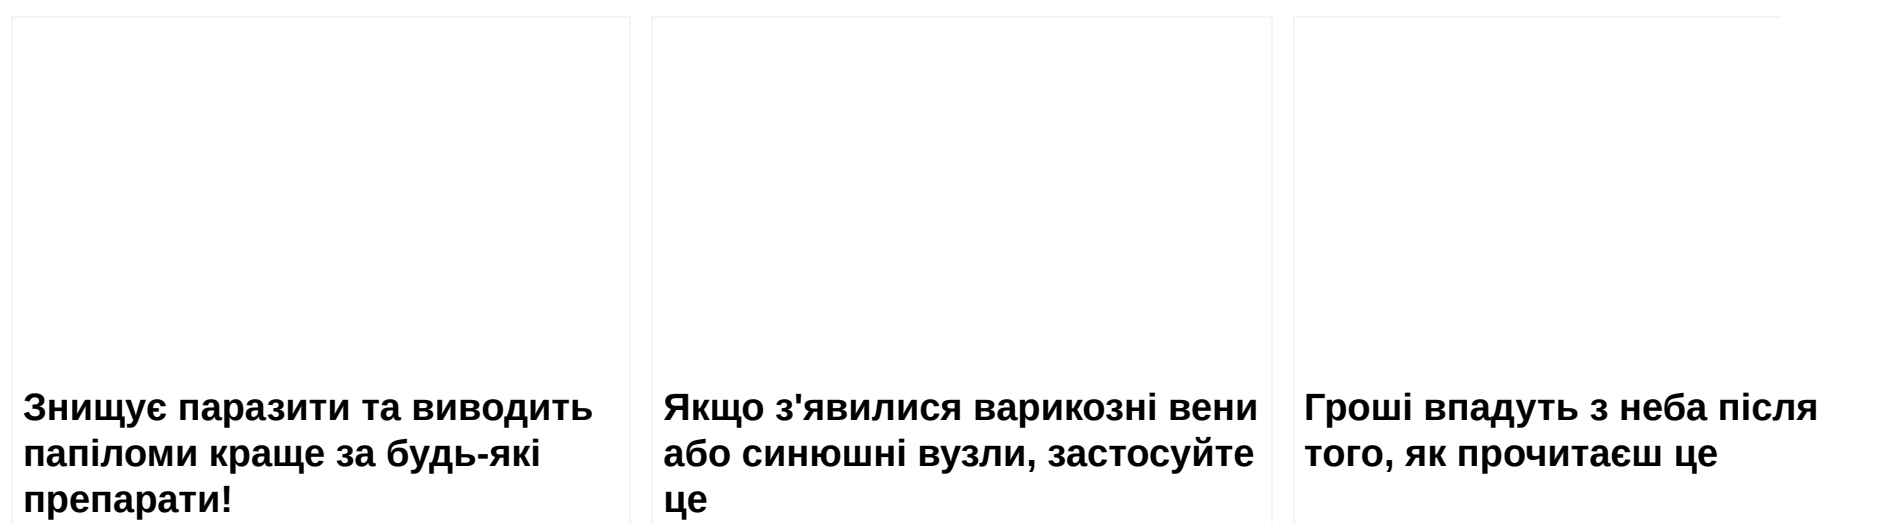 Знищує паразити та виводить
папіломи краще за будь-які
препарати!
Якщо з'явилися варикозні вени
або синюшні вузли, застосуйте
це
Гроші впадуть з неба після
того, як прочитаєш це